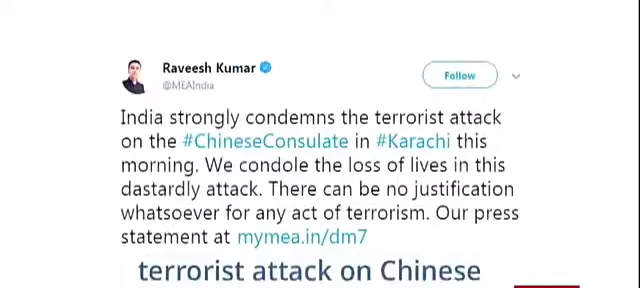 Raveesh Kumar
@MEAIndia
Follow
India strongly condemns the terrorist attack
on the #ChineseConsulate in #Karachi this
morning. We condole the loss of lives in this
dastardly attack. There can be no justification
whatsoever for any act of terrorism. Our press
statement at mymea.in/dm7
terrorist attack on Chinese